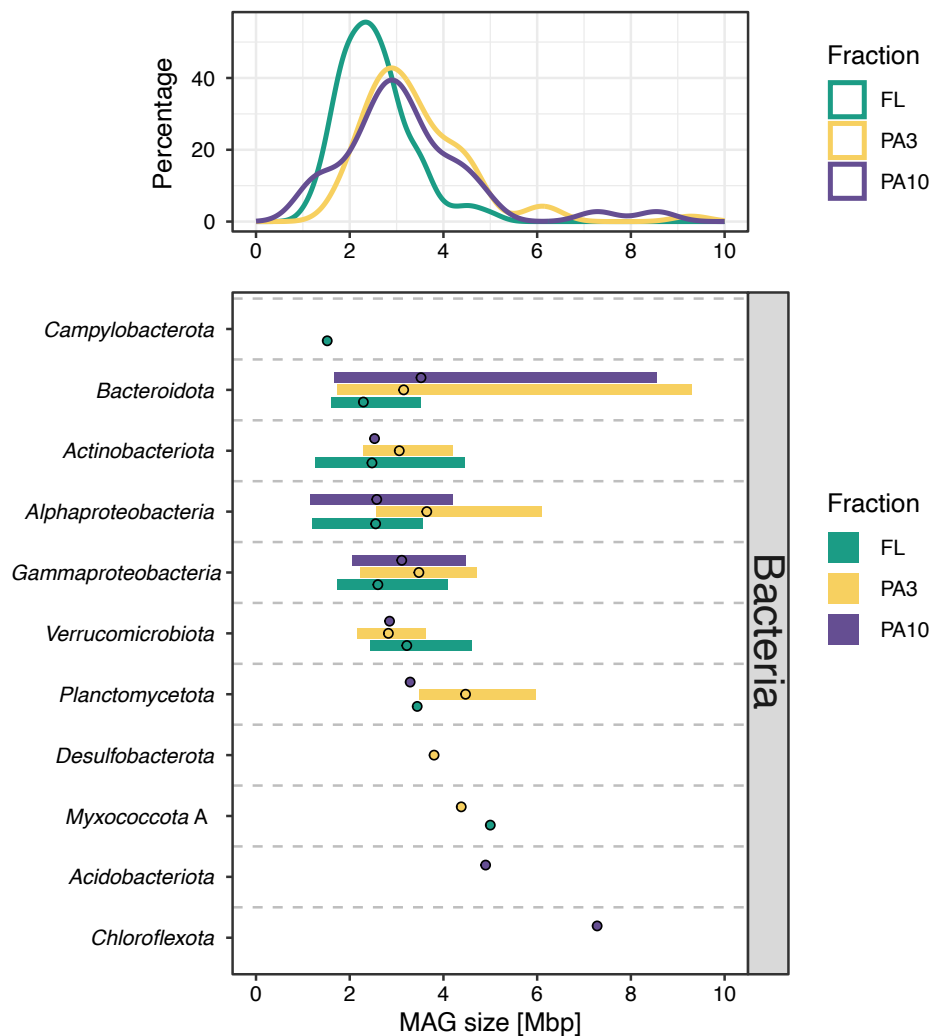 Percentage
40
20
0
0 2 4 6 8 10
Fraction
FL
PA3
PA10
Campylobacterota
Bacteroidota
Actinobacteriota
Alphaproteobacteria
Gammaproteobacteria
Verrucomicrobiota
Planctomycetota
Desulfobacterota
Myxococcota A
Acidobacteriota
Chloroflexota
Bacteria
0 2 4 6 8 10
MAG size [Mbp]
Fraction
FL
PA3
PA10